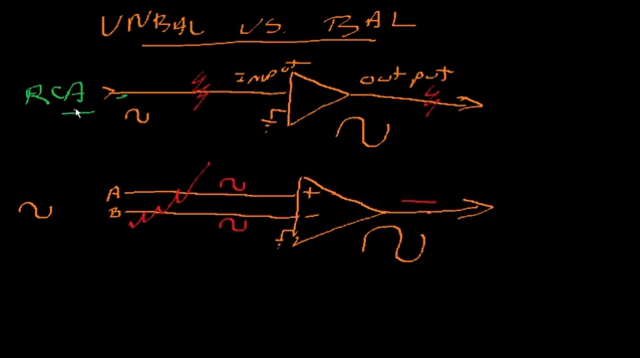 UNBAL VS. BAL
RCA Input Output
A +
B -